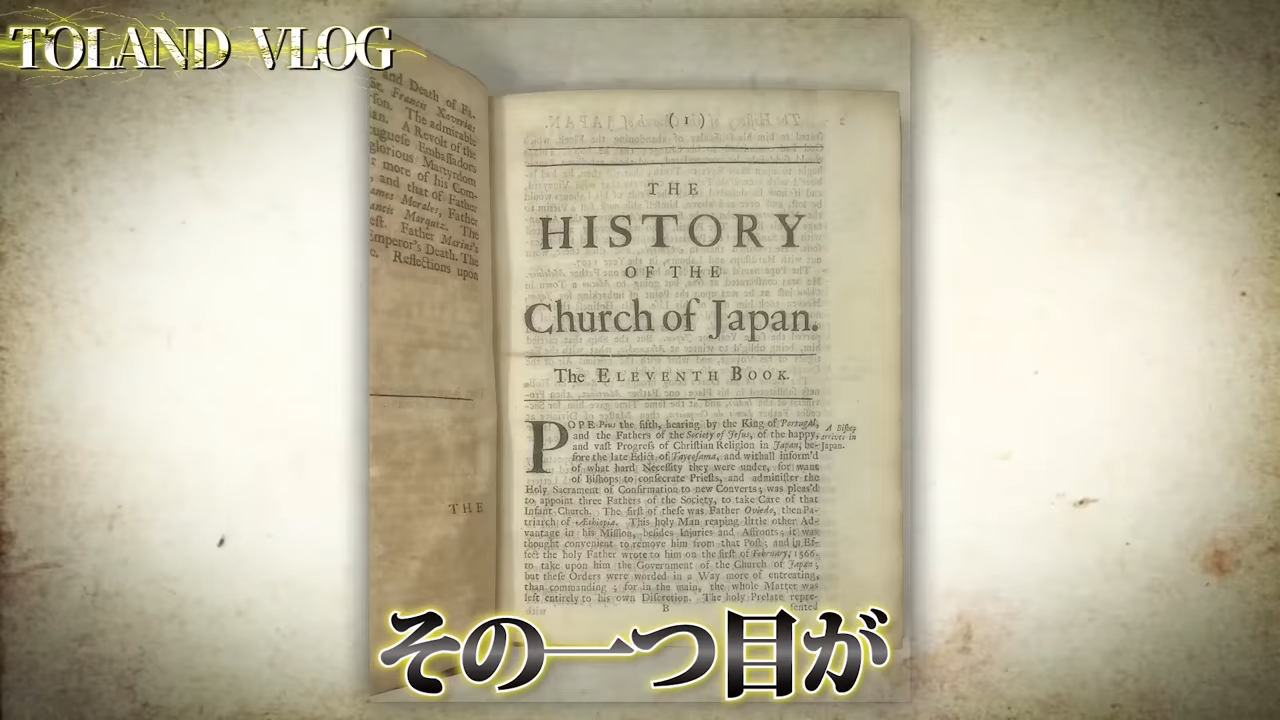 TOLAND VLOG
and Death of Fa-
Francis Xaverius
The admirable
A Revolt of the
Embassadors
glorious Martyrdom
more of his Com-
and that of Father
Morales, Father
Marquez. The
Father Marini's
Emperor's Death. The
Reflections upon
THE
( 1 )
THE
HISTORY
OF THE
Church of Japan.
The ELEVENTH BOOK.
POPE Pius the fifth, hearing by the King of Portugal,
and the Fathers of the Society of Jesus, of the happy,
and vast Progress of Christian Religion in Japan, be-
fore the late Edict of Taycosama, and withall inform'd
of what hard Necessity they were under, for want
of Bishops to consecrate Priests, and administer the
Holy Sacrament of Confirmation to new Converts; was pleas'd
to appoint three Fathers of the Society, to take Care of that
Infant Church. The first of these was Father Oviedo, then Pa-
triarch of Æthiopia. This holy Man reaping little other Ad-
vantage in his Mission, besides Injuries and Affronts; it was
thought convenient to remove him from that Post; and in Ef-
fect the holy Father wrote to him on the first of February, 1566.
to take upon him the Government of the Church of Japan;
but these Orders were worded in a Way more of entreating,
than commanding; for in the main, the whole Matter was
left entirely to his own Discretion. The holy Prelate repre-
B
sented
A Bishop
arrives in
Japan.
その一つ目が